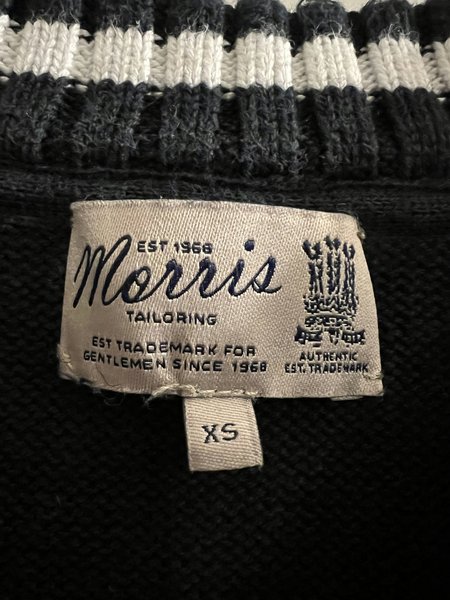 EST 1968
Morris
TAILORING
EST TRADEMARK FOR
GENTLEMEN SINCE 1968
AUTHENTIC
EST. TRADEMARK
XS